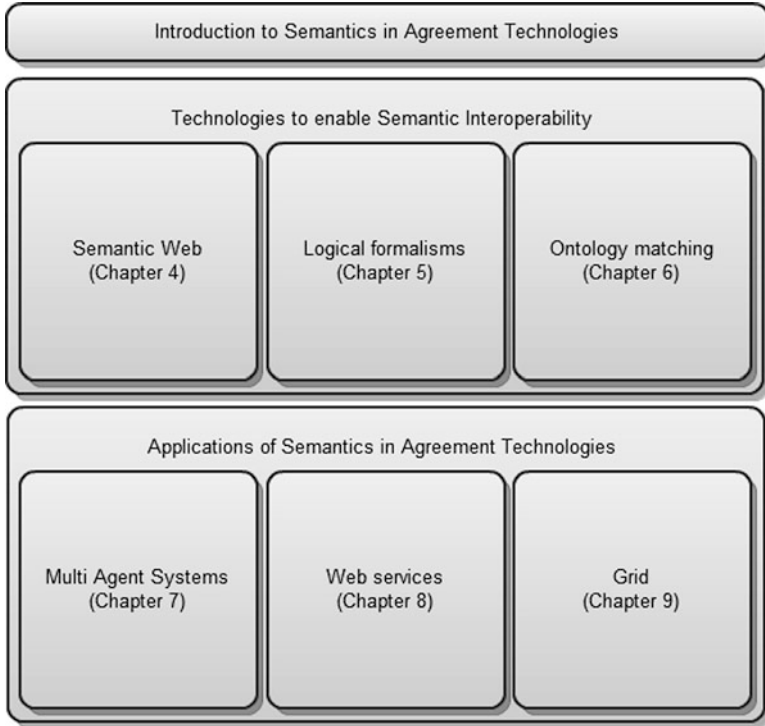 Introduction to Semantics in Agreement Technologies
Technologies to enable Semantic Interoperability
Semantic Web
(Chapter 4)
Logical formalisms
(Chapter 5)
Ontology matching
(Chapter 6)
Applications of Semantics in Agreement Technologies
Multi Agent Systems
(Chapter 7)
Web services
(Chapter 8)
Grid
(Chapter 9)